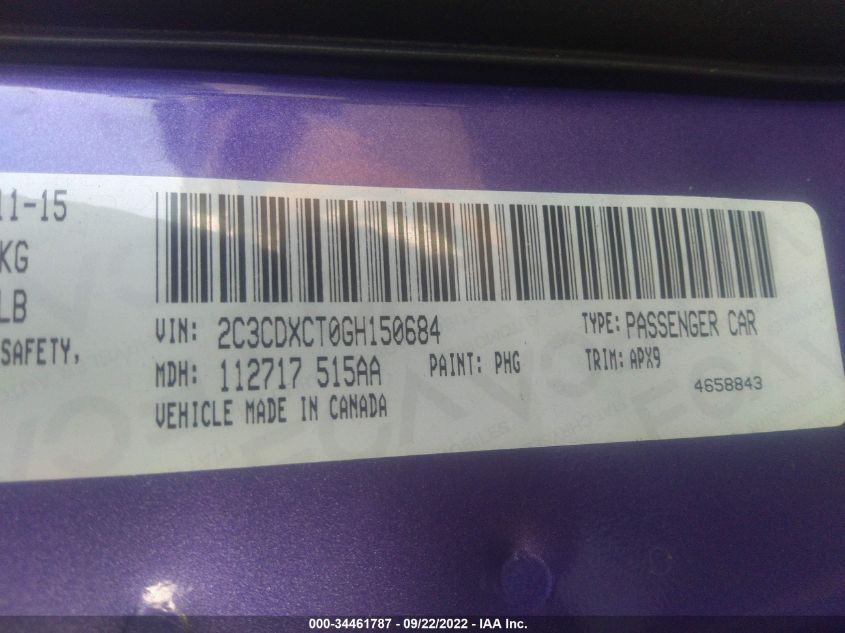 11-15
KG
LB
SAFETY,
VIN: 2C3CDXCT0GH150684
TYPE: PASSENGER CAR
MDH: 112717 515AA
PAINT: PHG
TRIM: APX9
VEHICLE MADE IN CANADA
4658843
000-34461787 - 09/22/2022 - IAA Inc.